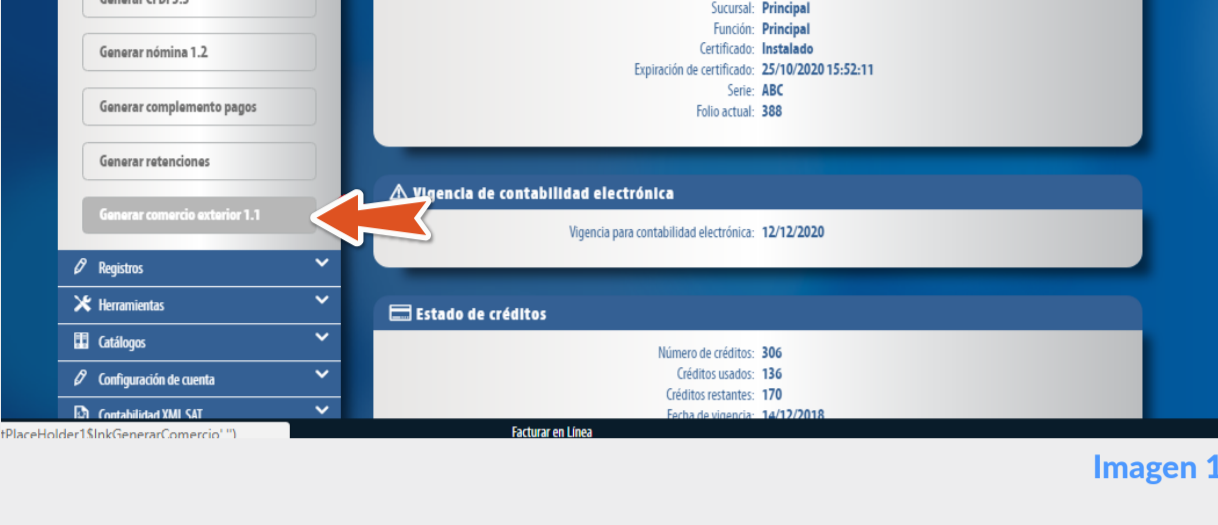 Generar CFDI 3.3
Generar nómina 1.2
Generar complemento pagos
Generar retenciones
Generar comercio exterior 1.1
Registros
Herramientas
Catálogos
Configuración de cuenta
Contabilidad XML SAT
Sucursal: Principal
Función: Principal
Certificado: Instalado
Expiración de certificado: 25/10/2020 15:52:11
Serie: ABC
Folio actual: 388
Vigencia de contabilidad electrónica
Vigencia para contabilidad electrónica: 12/12/2020
Estado de créditos
Número de créditos: 306
Créditos usados: 136
Créditos restantes: 170
Fecha de vigencia: 14/12/2018
tPlaceHolder1$lnkGenerarComercio','')
Facturar en Línea
Imagen 1